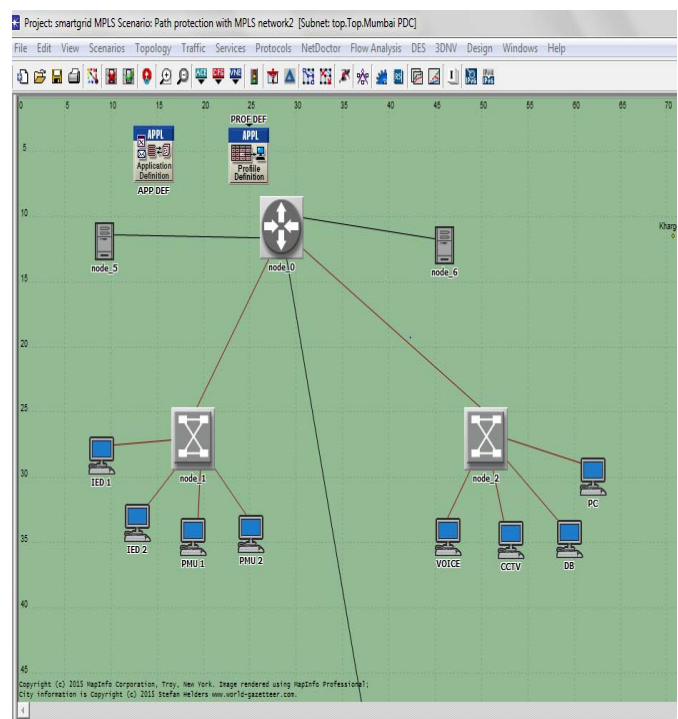 Project: smartgrid MPLS Scenario: Path protection with MPLS network2 [Subnet: top.Top.Mumbai PDC]
File Edit View Scenarios Topology Traffic Services Protocols NetDoctor Flow Analysis DES 3DNV Design Windows Help
ACE CFG VNE
0 5 10 15 20 25 30 35 40 45 50 55 60 65 70
PROF DEF
APPL
Application
Definition
APP DEF
APPL
Profile
Definition
5
10
Kharg
node_5
node_0
node_6
15
20
25
IED 1
node_1
node_2
30
PC
IED 2
PMU 1
PMU 2
VOICE
CCTV
DB
35
40
45
Copyright (c) 2015 MapInfo Corporation, Troy, New York. Image rendered using MapInfo Professional;
City information is Copyright (c) 2015 Stefan Helders www.world-gazetteer.com.